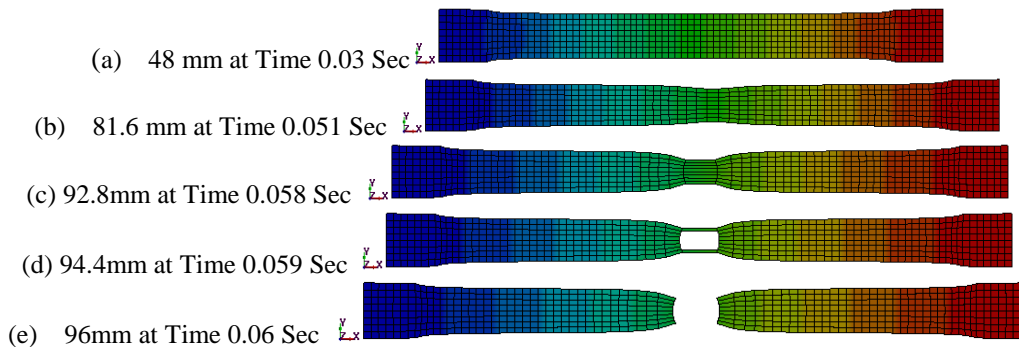 (a) 48 mm at Time 0.03 Sec Y Z X
(b) 81.6 mm at Time 0.051 Sec Y Z X
(c) 92.8mm at Time 0.058 Sec Y Z X
(d) 94.4mm at Time 0.059 Sec Y Z X
(e) 96mm at Time 0.06 Sec Y Z X